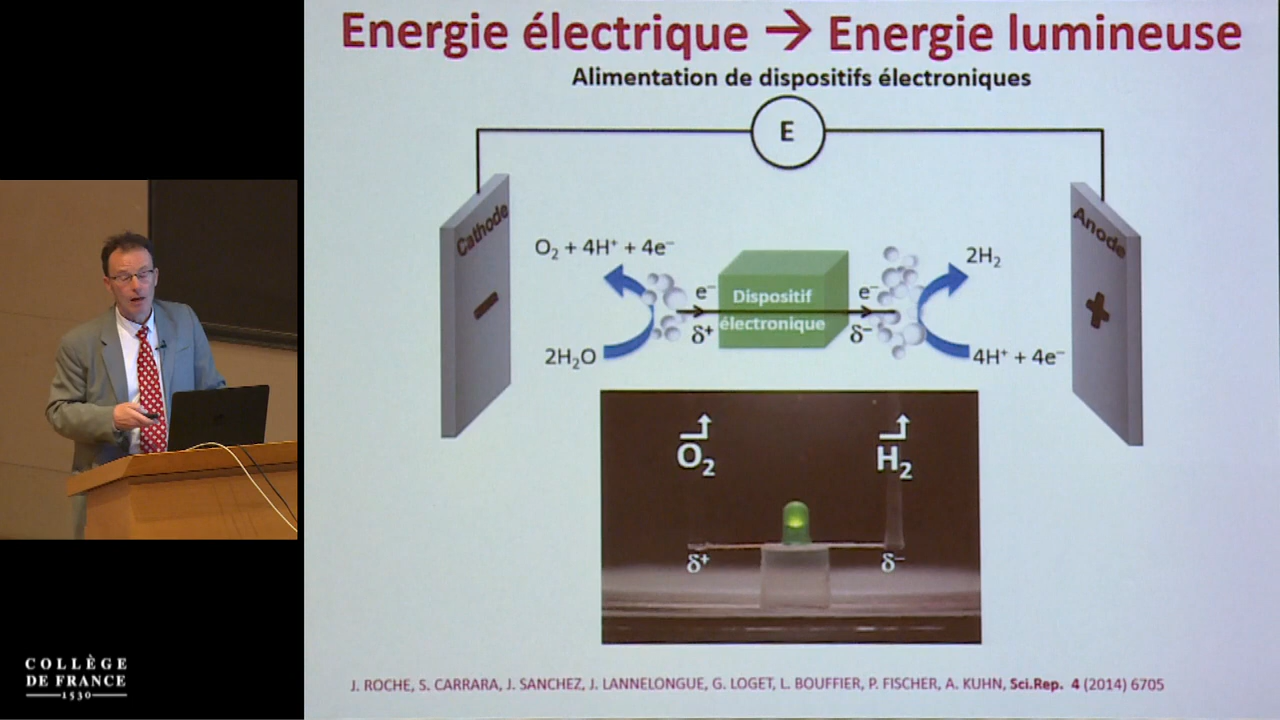 Energie électrique → Energie lumineuse
Alimentation de dispositifs électroniques
E
Cathode
Anode
O₂ + 4H⁺ + 4e⁻
2H₂
e⁻
Dispositif
e⁻
−
+
électronique
δ⁺
δ⁻
2H₂O
4H⁺ + 4e⁻
O₂
H₂
δ⁺
δ⁻
COLLÈGE
DE FRANCE
1530
J. ROCHE, S. CARRARA, J. SANCHEZ, J. LANNELONGUE, G. LOGET, L. BOUFFIER, P. FISCHER, A. KUHN, Sci.Rep. 4 (2014) 6705